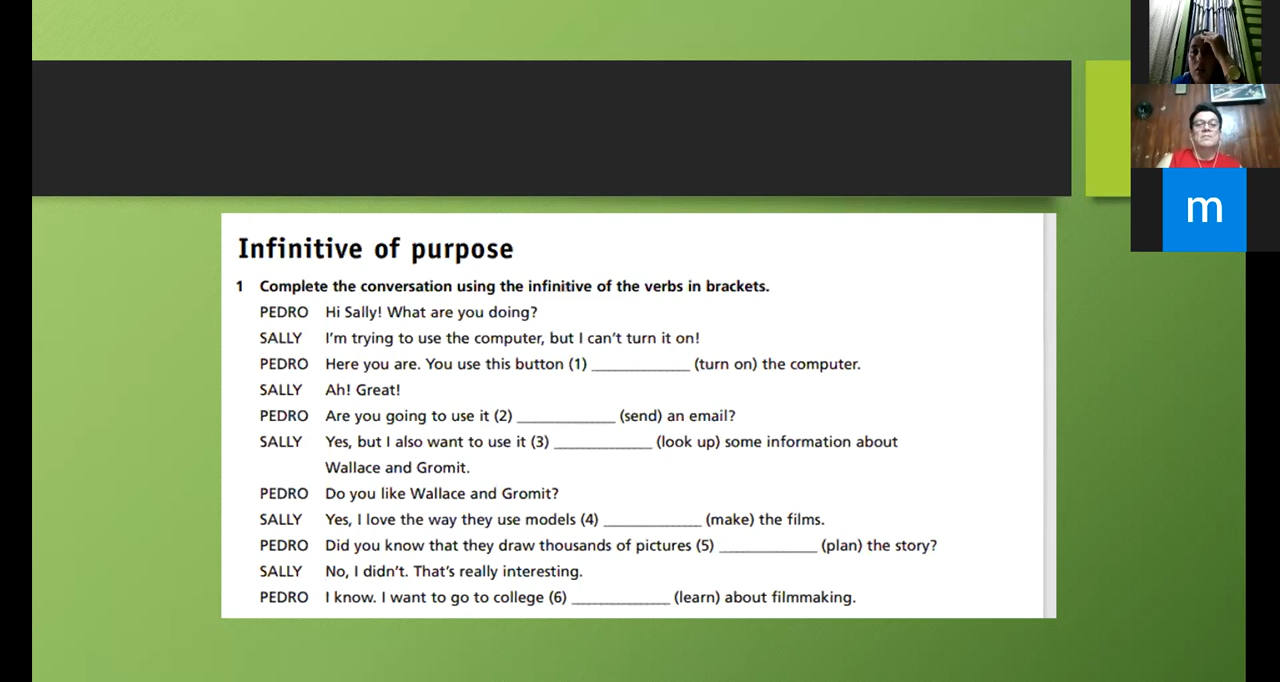 Infinitive of purpose
1 Complete the conversation using the infinitive of the verbs in brackets.
PEDRO Hi Sally! What are you doing?
SALLY I'm trying to use the computer, but I can't turn it on!
PEDRO Here you are. You use this button (1) ____________ (turn on) the computer.
SALLY Ah! Great!
PEDRO Are you going to use it (2) ____________ (send) an email?
SALLY Yes, but I also want to use it (3) ____________ (look up) some information about
Wallace and Gromit.
PEDRO Do you like Wallace and Gromit?
SALLY Yes, I love the way they use models (4) ____________ (make) the films.
PEDRO Did you know that they draw thousands of pictures (5) ____________ (plan) the story?
SALLY No, I didn't. That's really interesting.
PEDRO I know. I want to go to college (6) ____________ (learn) about filmmaking.
m